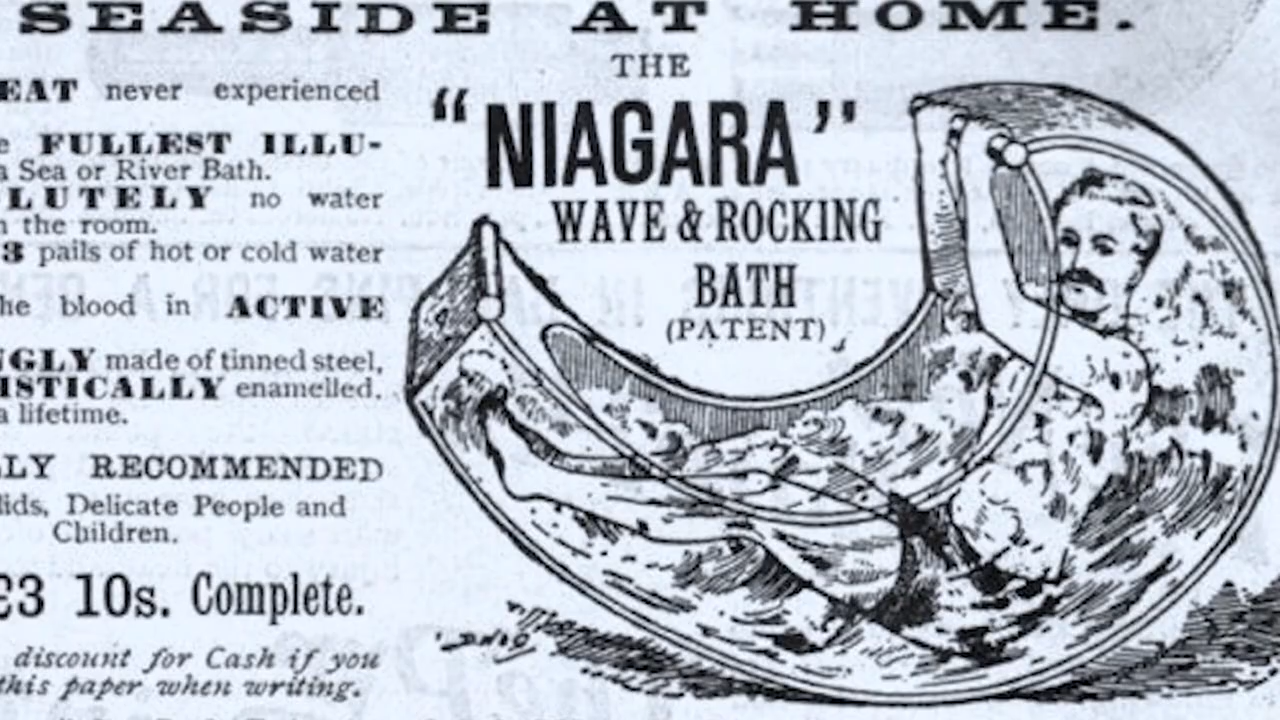 SEASIDE AT HOME.
THE
"NIAGARA"
WAVE & ROCKING
BATH
(PATENT)
EAT never experienced
e FULLEST ILLU-
a Sea or River Bath.
LUTELY no water
n the room.
3 pails of hot or cold water
he blood in ACTIVE
NGLY made of tinned steel,
ISTICALLY enamelled.
a lifetime.
LLY RECOMMENDED
lids, Delicate People and
Children.
£3 10s. Complete.
discount for Cash if you
this paper when writing.